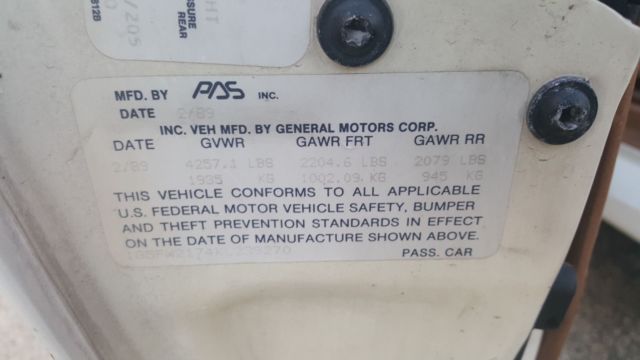 812B
SSURE
REAR
/205
HT
MFD. BY PAS INC.
DATE 2/89
INC. VEH MFD. BY GENERAL MOTORS CORP.
DATE GVWR GAWR FRT GAWR RR
2/89 4257.1 LBS 2204.6 LBS 2079 LBS
1935 KG 1002.09 KG 945 KG
THIS VEHICLE CONFORMS TO ALL APPLICABLE
U.S. FEDERAL MOTOR VEHICLE SAFETY, BUMPER
AND THEFT PREVENTION STANDARDS IN EFFECT
ON THE DATE OF MANUFACTURE SHOWN ABOVE.
PASS. CAR